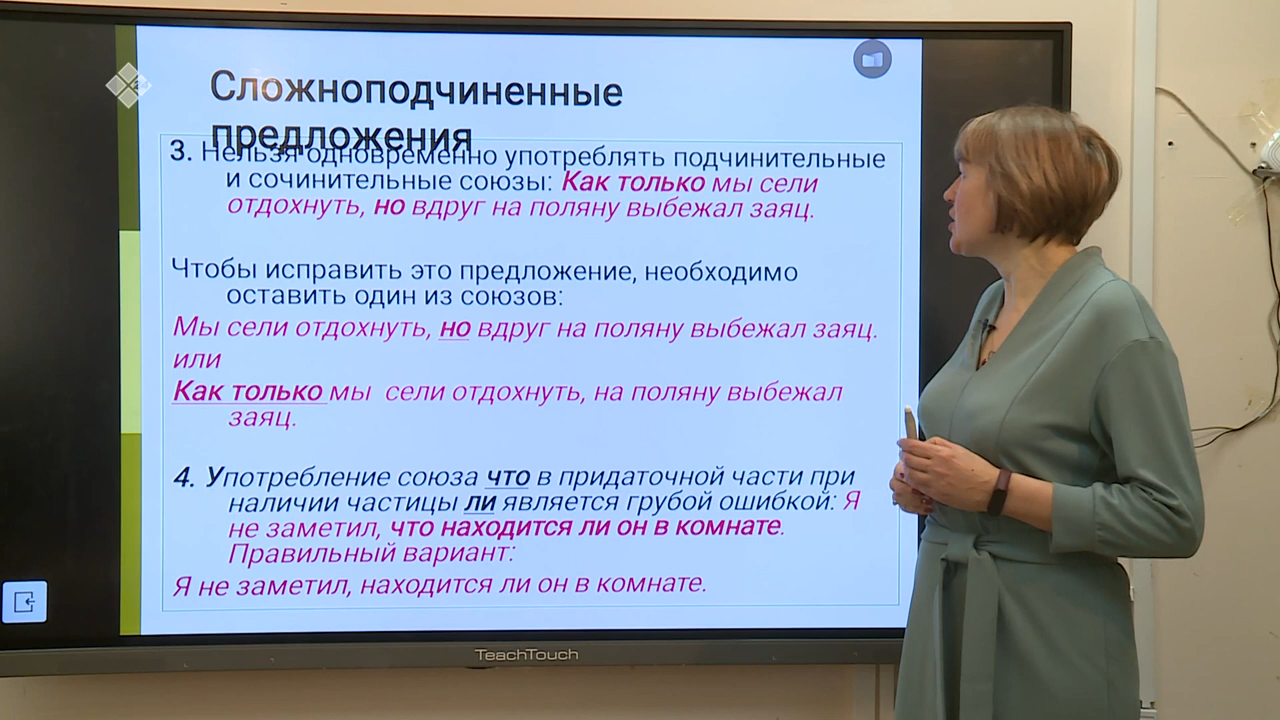 Сложноподчиненные
предложения
3. Нельзя одновременно употреблять подчинительные
и сочинительные союзы: Как только мы сели
отдохнуть, но вдруг на поляну выбежал заяц.
Чтобы исправить это предложение, необходимо
оставить один из союзов:
Мы сели отдохнуть, но вдруг на поляну выбежал заяц.
или
Как только мы сели отдохнуть, на поляну выбежал
заяц.
4. Употребление союза что в придаточной части при
наличии частицы ли является грубой ошибкой: Я
не заметил, что находится ли он в комнате.
Правильный вариант:
Я не заметил, находится ли он в комнате.
TeachTouch